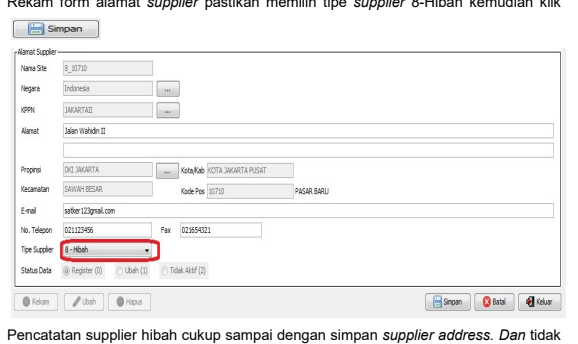 Rekam form alamat supplier pastikan memilih tipe supplier 8-Hibah kemudian klik
Simpan
Alamat Supplier
Nama Site 8_10710
Negara Indonesia ...
KPPN JAKARTAII ...
Alamat Jalan Wahidin II
Propinsi DKI JAKARTA ... Kota/Kab KOTA JAKARTA PUSAT
Kecamatan SAWAH BESAR Kode Pos 10710 PASAR BARU
E-mail satker123gmail.com
No. Telepon 021123456 Fax 021654321
Tipe Supplier 8 - Hibah
Status Data Register (0) Ubah (1) Tidak Aktif (2)
Rekam Ubah Hapus Simpan Batal Keluar
Pencatatan supplier hibah cukup sampai dengan simpan supplier address. Dan tidak